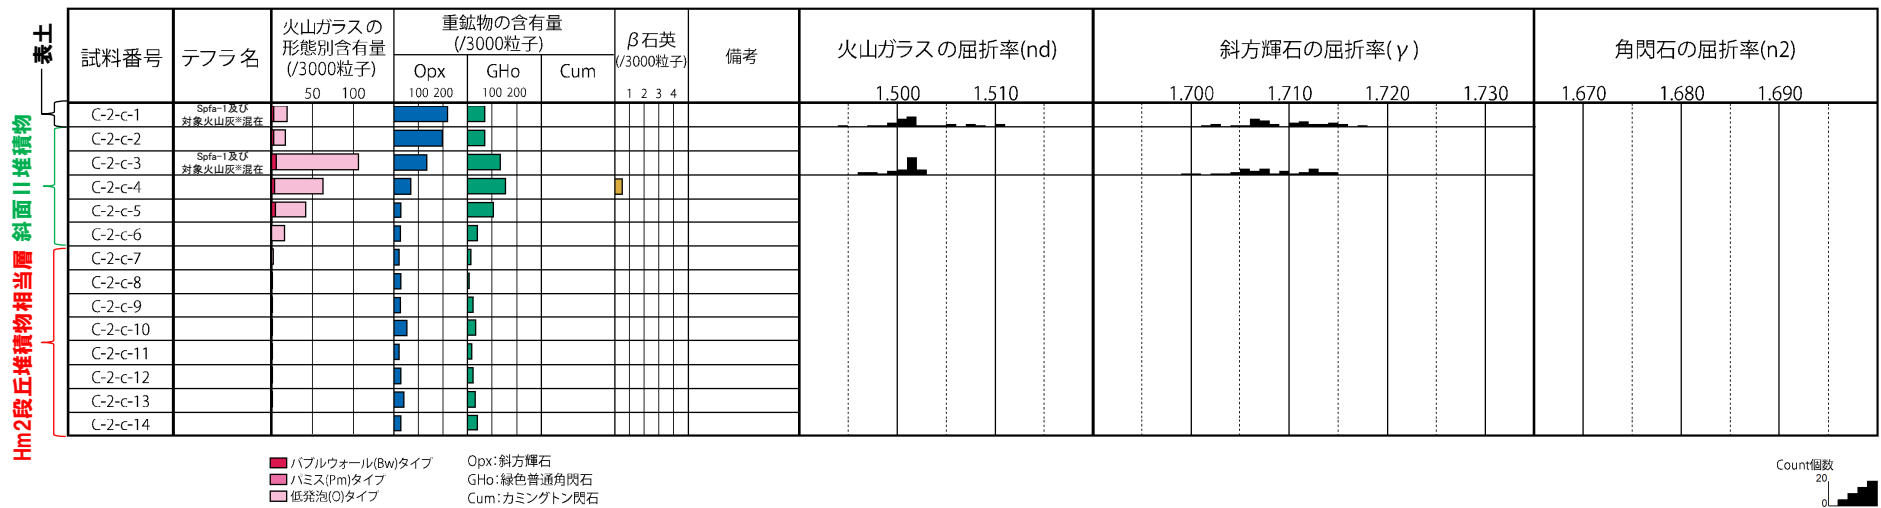 表土
斜面II堆積物
Hm2段丘堆積物相当層
試料番号
テフラ名
火山ガラスの
形態別含有量
(/3000粒子)
50 100
重鉱物の含有量
(/3000粒子)
Opx GHo Cum
100 200 100 200
β石英
(/3000粒子)
1 2 3 4
備考
火山ガラスの屈折率(nd)
1.500 1.510
斜方輝石の屈折率(γ)
1.700 1.710 1.720 1.730
角閃石の屈折率(n2)
1.670 1.680 1.690
C-2-c-1
Spfa-1及び
対象火山灰※混在
C-2-c-2
C-2-c-3
Spfa-1及び
対象火山灰※混在
C-2-c-4
C-2-c-5
C-2-c-6
C-2-c-7
C-2-c-8
C-2-c-9
C-2-c-10
C-2-c-11
C-2-c-12
C-2-c-13
C-2-c-14
バブルウォール(Bw)タイプ
パミス(Pm)タイプ
低発泡(O)タイプ
Opx:斜方輝石
GHo:緑色普通角閃石
Cum:カミングトン閃石
Count個数
20
0